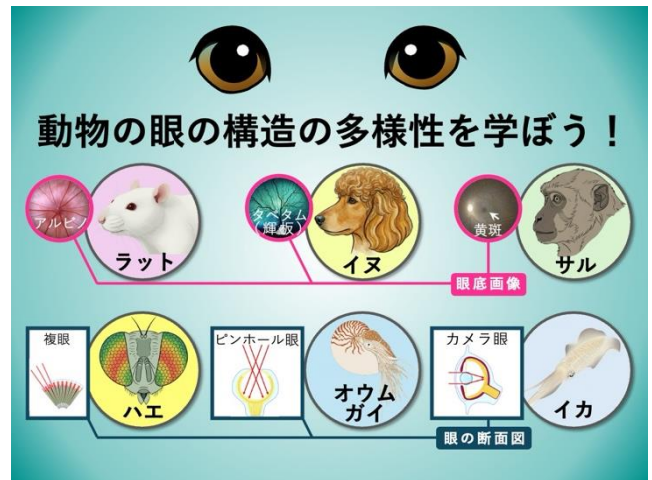 動物の眼の構造の多様性を学ぼう！
アルビノ
ラット
タペタム
（輝板）
イヌ
黄斑
サル
眼底画像
複眼
ハエ
ピンホール眼
オウム
ガイ
カメラ眼
イカ
眼の断面図